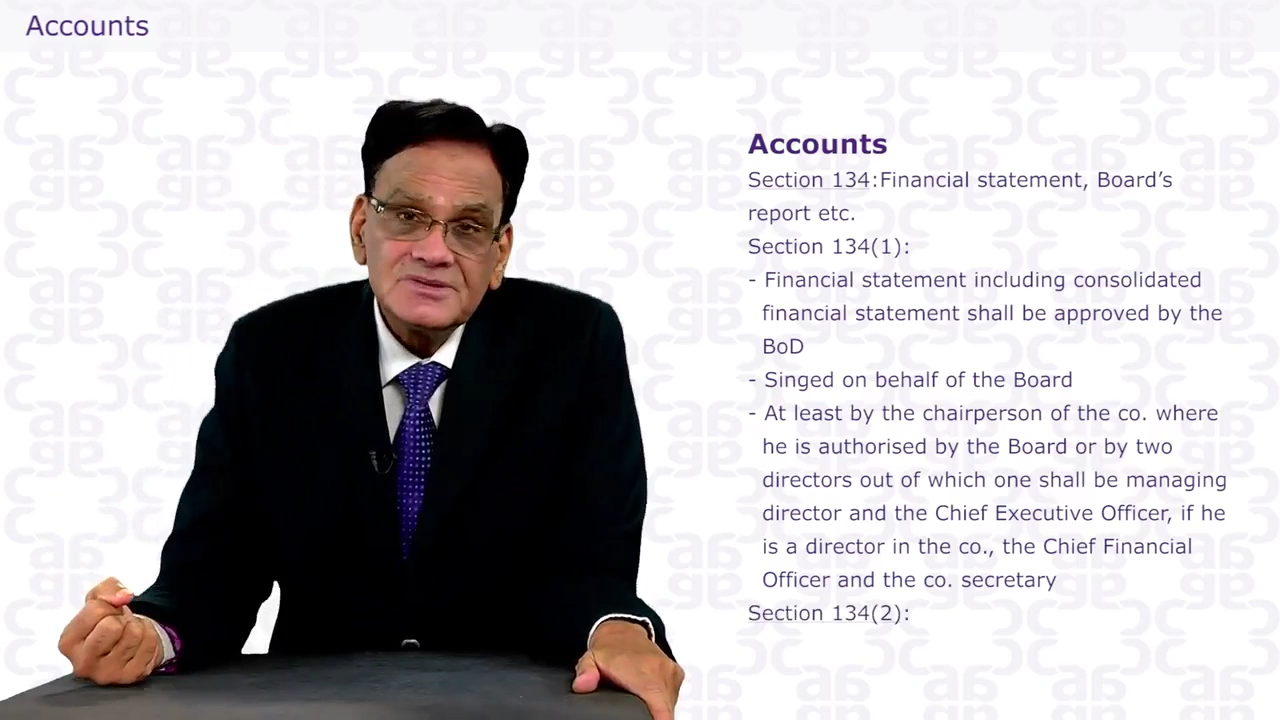 Accounts
Accounts
Section 134:Financial statement, Board's
report etc.
Section 134(1):
- Financial statement including consolidated
financial statement shall be approved by the
BoD
- Singed on behalf of the Board
- At least by the chairperson of the co. where
he is authorised by the Board or by two
directors out of which one shall be managing
director and the Chief Executive Officer, if he
is a director in the co., the Chief Financial
Officer and the co. secretary
Section 134(2):